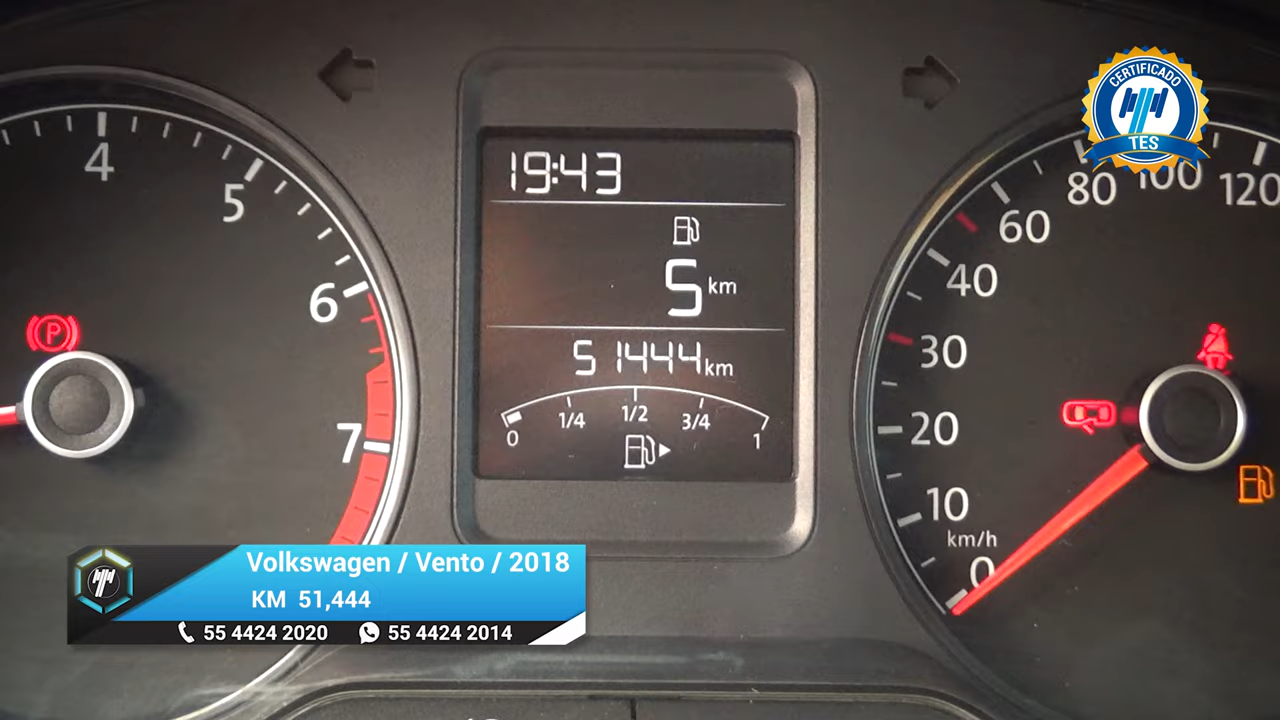 4
5
6
7
P
19:43
5 km
51444 km
0 1/4 1/2 3/4 1
0
10
20
30
40
60
80
100
120
km/h
CERTIFICADO
TES
Volkswagen / Vento / 2018
KM 51,444
55 4424 2020 55 4424 2014